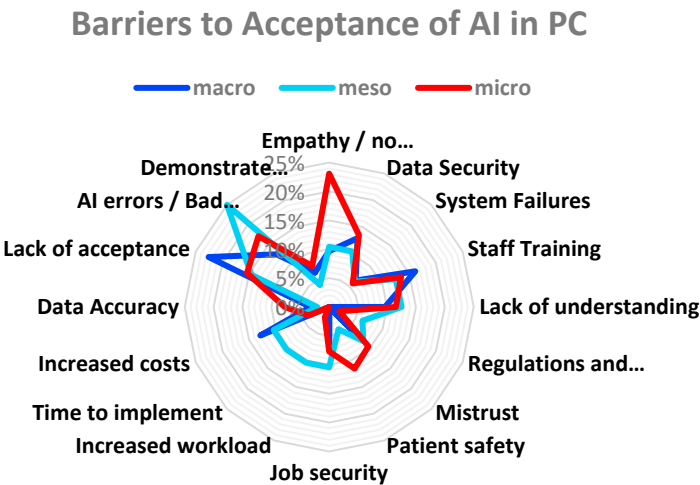 Barriers to Acceptance of AI in PC
macro meso micro
Empathy / no...
Data Security
System Failures
Staff Training
Lack of understanding
Regulations and...
Mistrust
Patient safety
Job security
Increased workload
Time to implement
Increased costs
Data Accuracy
Lack of acceptance
AI errors / Bad...
Demonstrate...
25%
20%
15%
10%
5%
0%